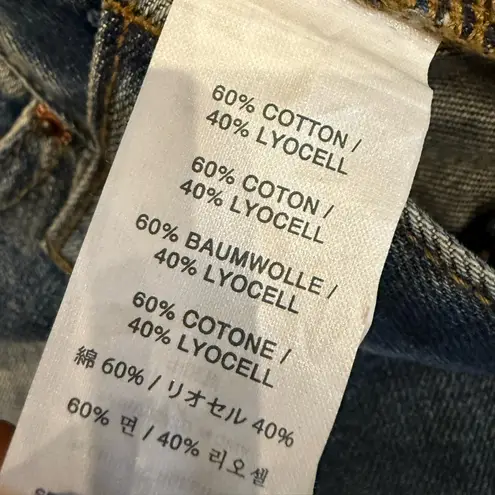 60% COTTON /
40% LYOCELL
60% COTON /
40% LYOCELL
60% BAUMWOLLE /
40% LYOCELL
60% COTONE /
40% LYOCELL
綿 60% / リオセル 40%
60% 면 / 40% 리오셀